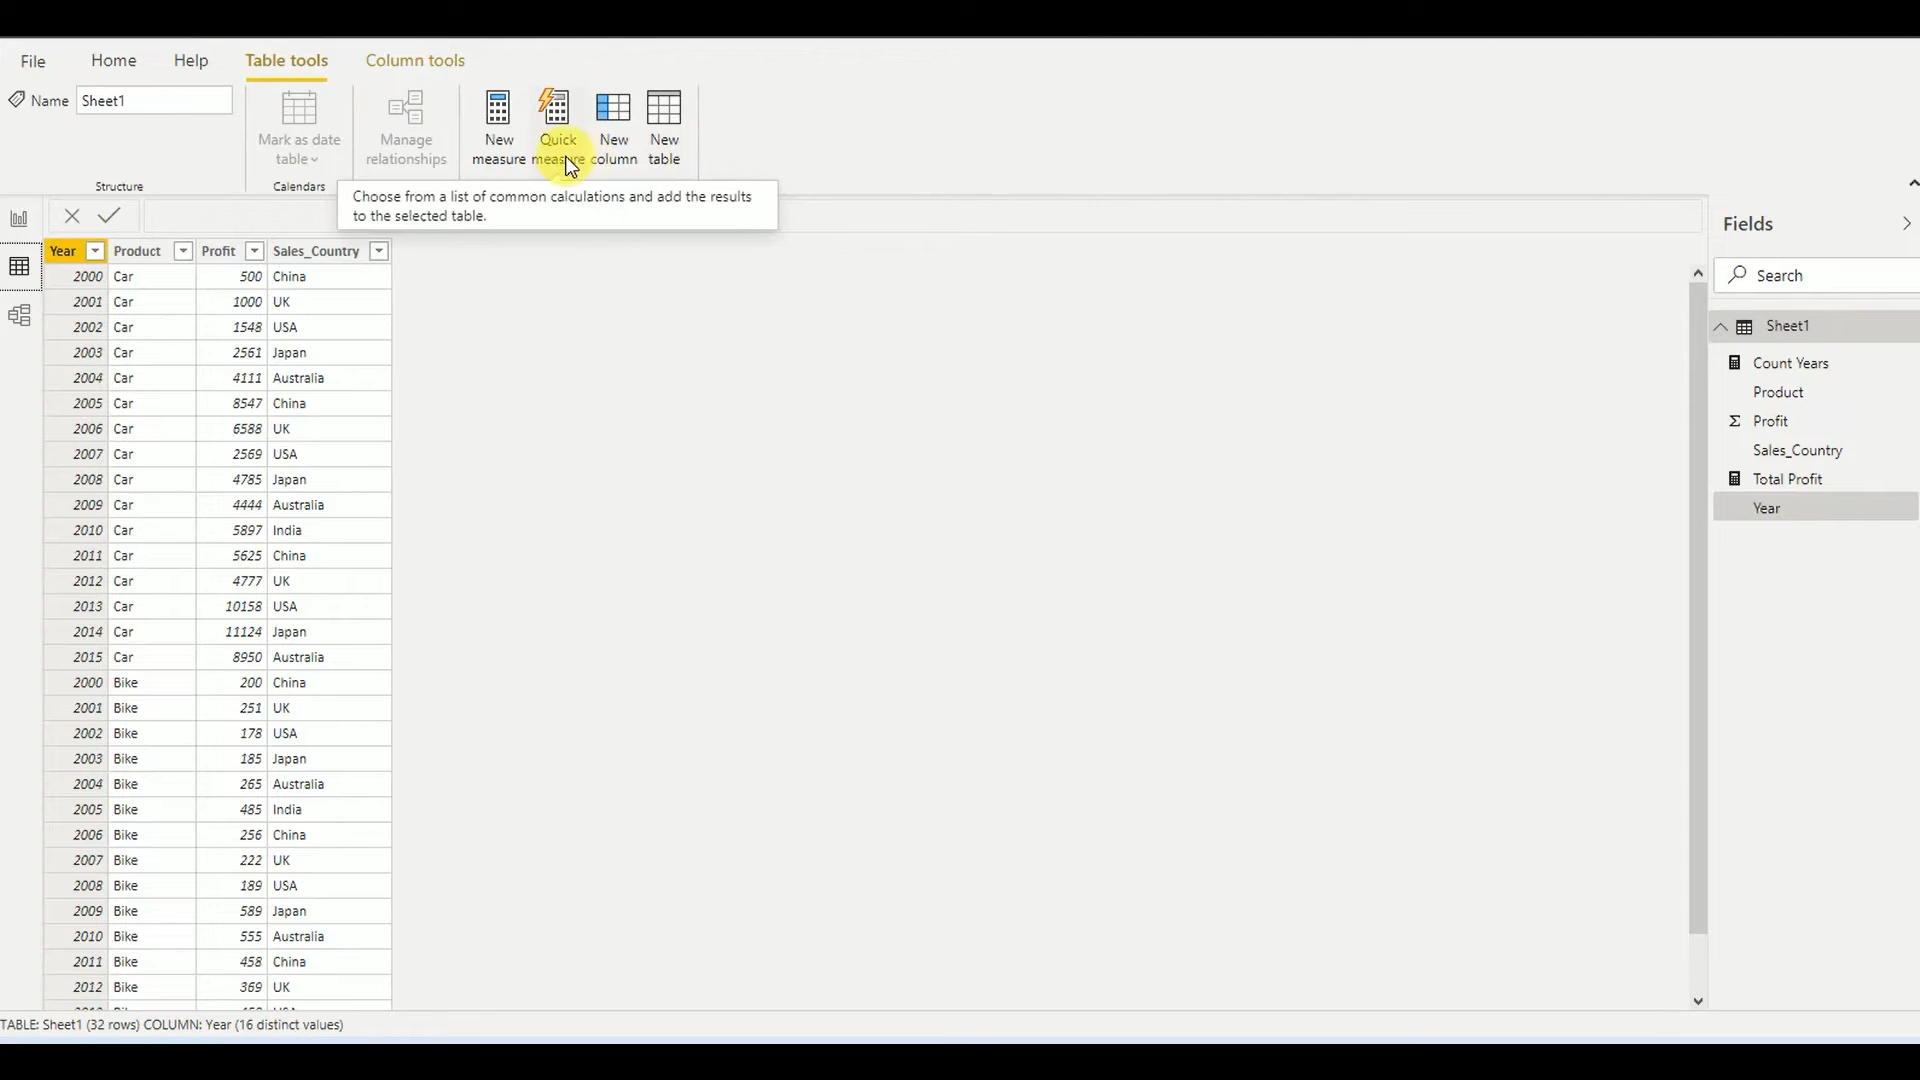 File Home Help Table tools Column tools
Name Sheet1
Mark as date table
Manage relationships
New measure
Quick measure
New column
New table
Structure
Calendars
Choose from a list of common calculations and add the results
to the selected table.
Year Product Profit Sales_Country
2000 Car 500 China
2001 Car 1000 UK
2002 Car 1548 USA
2003 Car 2561 Japan
2004 Car 4111 Australia
2005 Car 8547 China
2006 Car 6588 UK
2007 Car 2569 USA
2008 Car 4785 Japan
2009 Car 4444 Australia
2010 Car 5897 India
2011 Car 5625 China
2012 Car 4777 UK
2013 Car 10158 USA
2014 Car 11124 Japan
2015 Car 8950 Australia
2000 Bike 200 China
2001 Bike 251 UK
2002 Bike 178 USA
2003 Bike 185 Japan
2004 Bike 265 Australia
2005 Bike 485 India
2006 Bike 256 China
2007 Bike 222 UK
2008 Bike 189 USA
2009 Bike 589 Japan
2010 Bike 555 Australia
2011 Bike 458 China
2012 Bike 369 UK
TABLE: Sheet1 (32 rows) COLUMN: Year (16 distinct values)
Fields
Search
Sheet1
Count Years
Product
Σ Profit
Sales_Country
Total Profit
Year